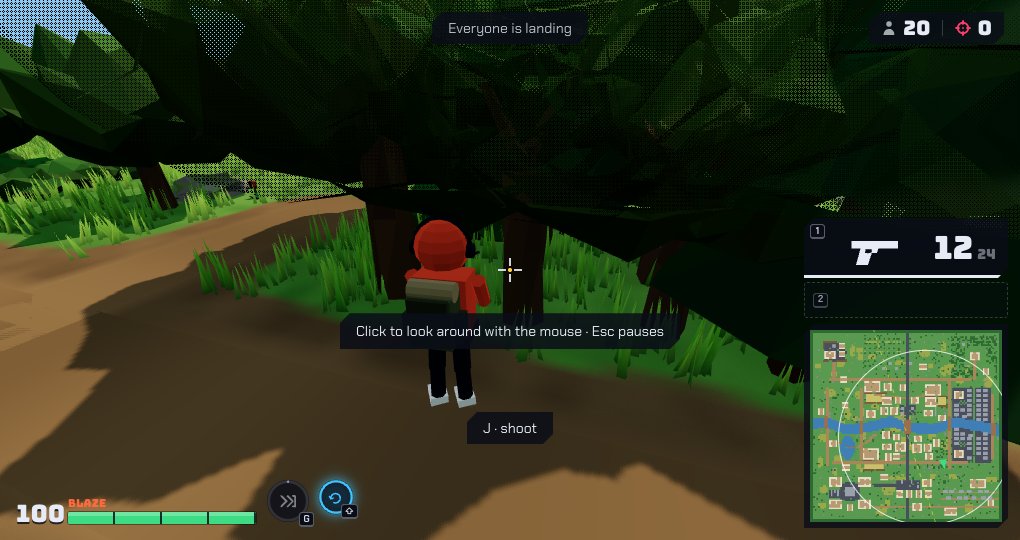 Everyone is landing
20
0
1
12 24
2
Click to look around with the mouse · Esc pauses
J · shoot
BLAZE
100
G